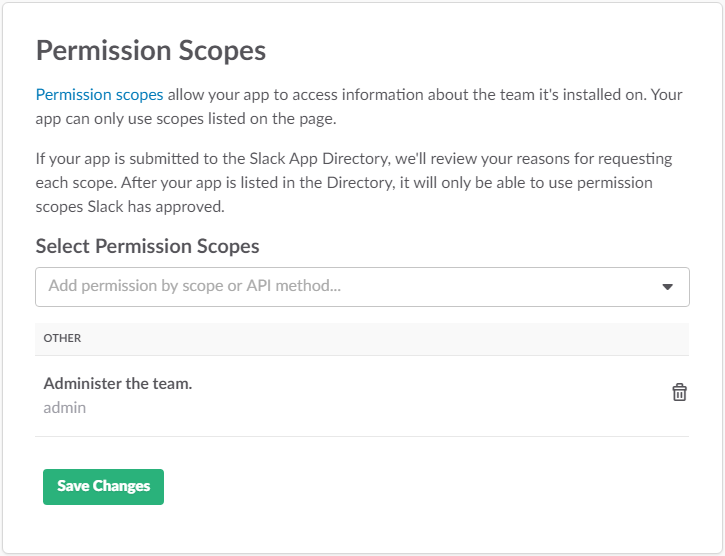 Permission Scopes
Permission scopes allow your app to access information about the team it's installed on. Your
app can only use scopes listed on the page.
If your app is submitted to the Slack App Directory, we'll review your reasons for requesting
each scope. After your app is listed in the Directory, it will only be able to use permission
scopes Slack has approved.
Select Permission Scopes
Add permission by scope or API method...
OTHER
Administer the team.
admin
Save Changes